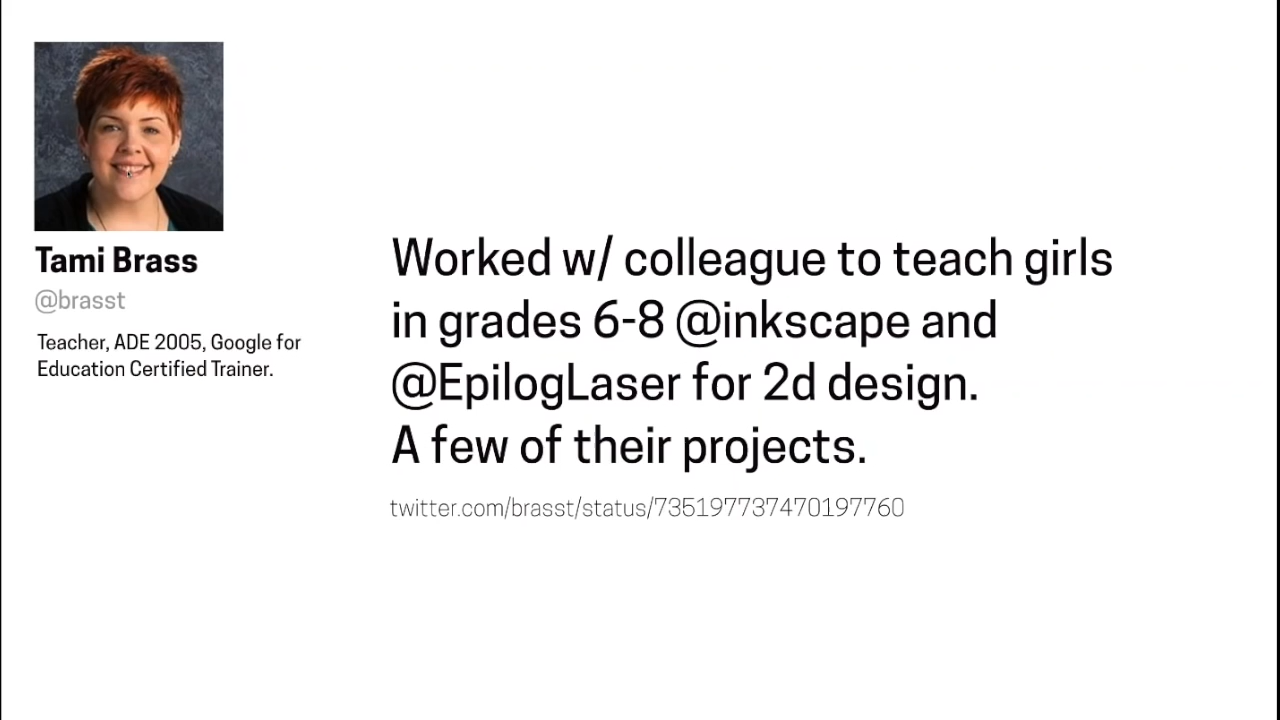 Tami Brass
@brasst
Teacher, ADE 2005, Google for
Education Certified Trainer.
Worked w/ colleague to teach girls
in grades 6-8 @inkscape and
@EpilogLaser for 2d design.
A few of their projects.
twitter.com/brasst/status/735197737470197760